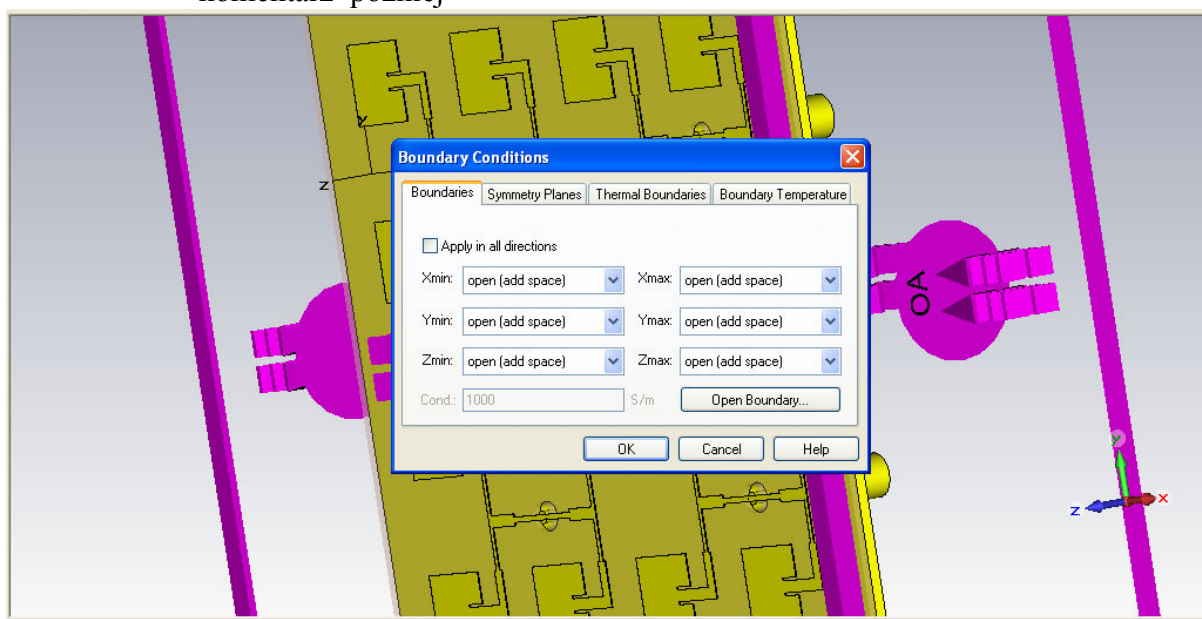 Boundary Conditions
Boundaries Symmetry Planes Thermal Boundaries Boundary Temperature
Apply in all directions
Xmin: open (add space) Xmax: open (add space)
Ymin: open (add space) Ymax: open (add space)
Zmin: open (add space) Zmax: open (add space)
Cond.: 1000 S/m Open Boundary...
OK Cancel Help
Y
z
OA
y
z x